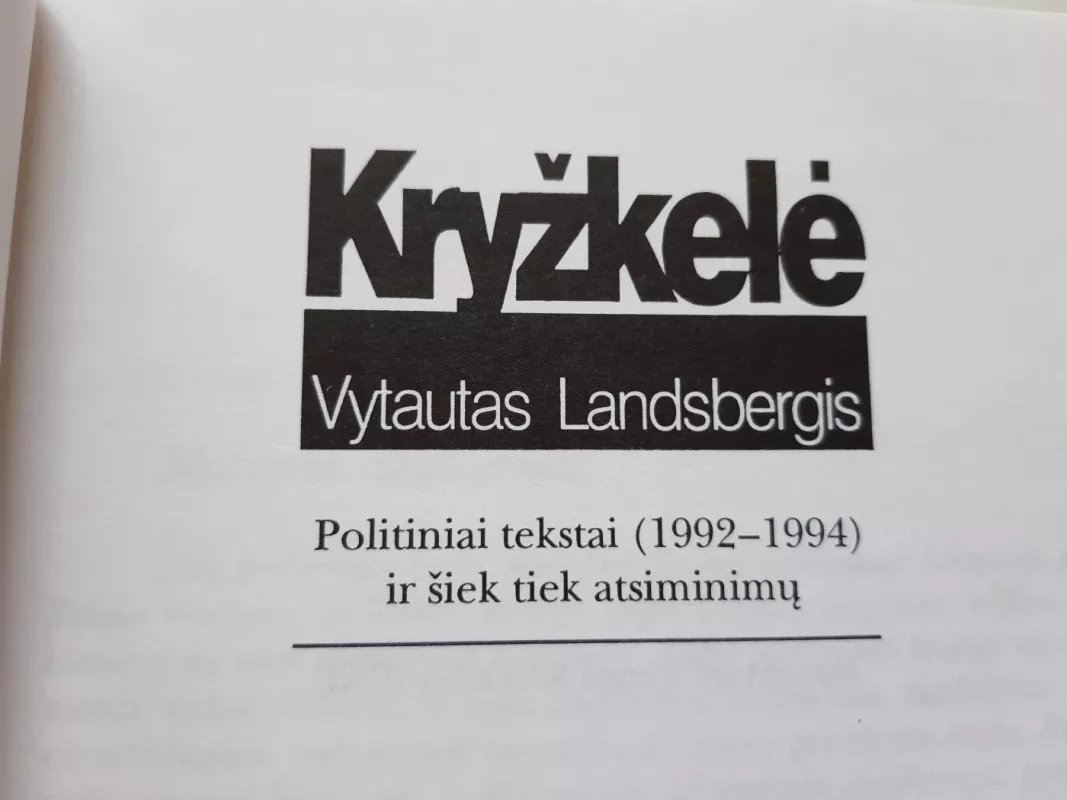 Kryžkelė
Vytautas Landsbergis
Politiniai tekstai (1992–1994)
ir šiek tiek atsiminimų